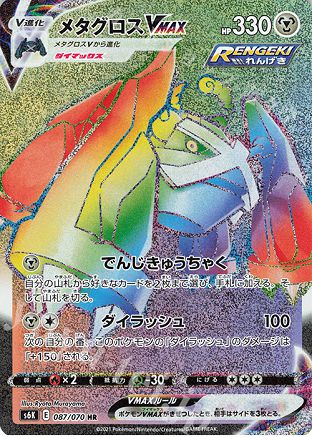 V進化
メタグロスVMAX
HP330
メタグロスVから進化
ダイマックス
RENGEKI
れんげき
でんじきゅうちゃく
自分の山札から好きなカードを2枚まで選び、手札に加える。そ
して山札を切る。
ダイラッシュ 100
次の自分の番、このポケモンの「ダイラッシュ」のダメージは
「+150」される。
弱点 ×2 抵抗力 -30 にげる
Illus. Ryota Murayama
VMAXルール
s6K E 087/070 HR
ポケモンVMAXがきぜつしたとき、相手はサイドを3枚とる。
©2021 Pokémon/Nintendo/Creatures/GAME FREAK.